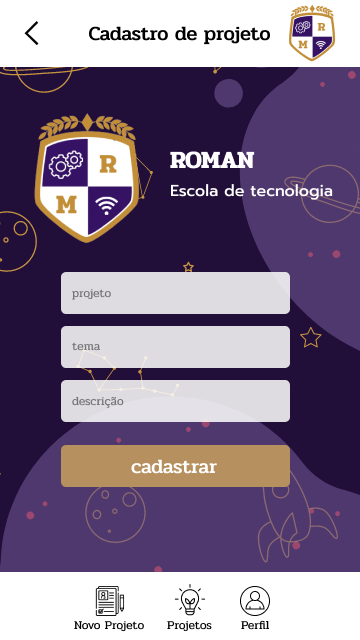 Cadastro de projeto
R
M
R
M
ROMAN
Escola de tecnologia
projeto
tema
descrição
cadastrar
Novo Projeto Projetos Perfil